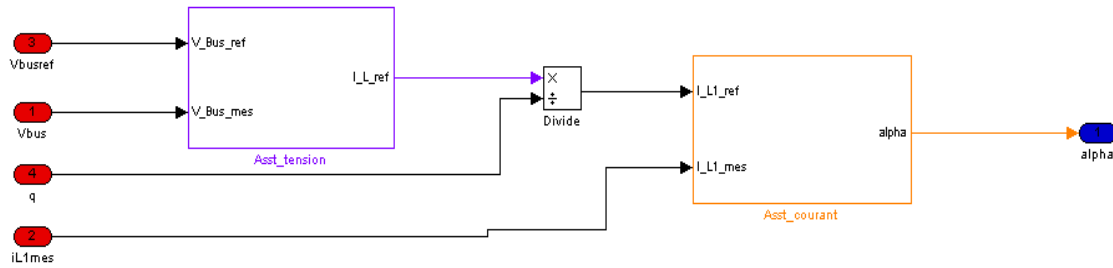 3
Vbusref
1
Vbus
4
q
2
iL1mes
V_Bus_ref
V_Bus_mes
I_L_ref
Asst_tension
×
÷
Divide
I_L1_ref
I_L1_mes
alpha
Asst_courant
1
alpha